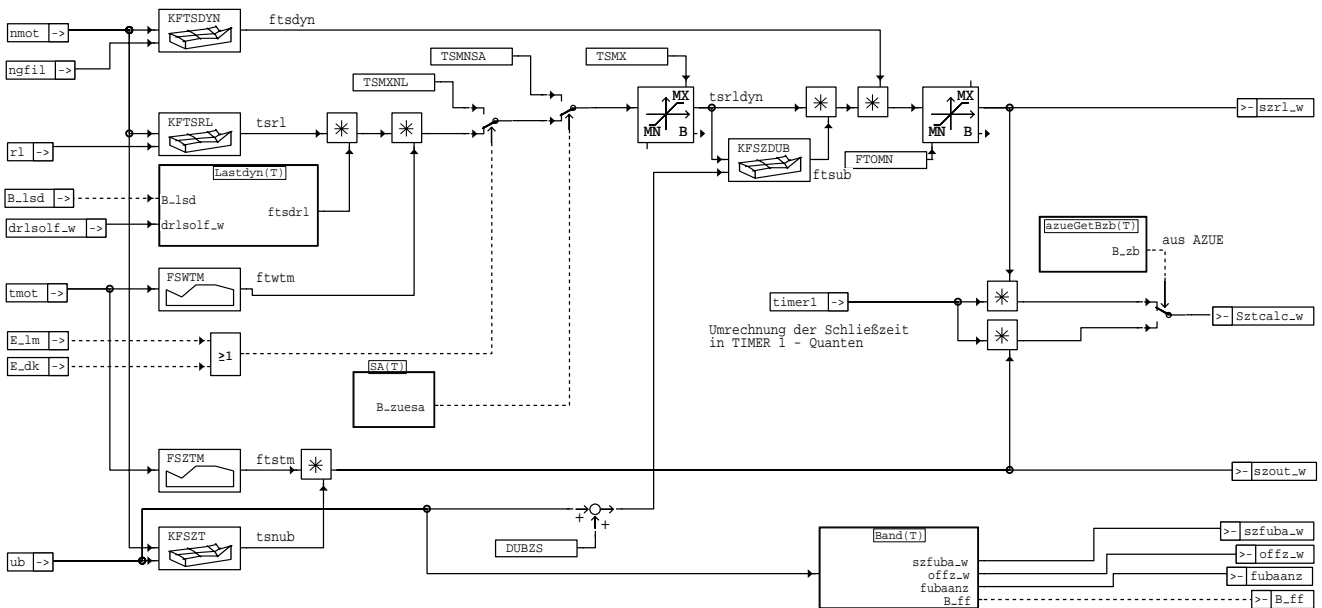 nmot ->
KFTSDYN
ftsdyn
ngfil ->
TSMNSA
TSMX
TSMXNL
MX
MN B
tsrldyn
MX
MN B
>- szrl_w
KFTSRL
tsrl
rl ->
KFSZDUB
ftsub
FTOMN
Lastdyn(T)
B_lsd ->
B_lsd
ftsdrl
drlsolf_w ->
drlsolf_w
azueGetBzb(T)
B_zb
aus AZUE
FSWTM
ftwtm
tmot ->
timer1 ->
>- Sztcalc_w
Umrechnung der Schließzeit
in TIMER 1 - Quanten
E_lm ->
≥1
E_dk ->
SA(T)
B_zuesa
FSZTM
ftstm
>- szout_w
KFSZT
tsnub
ub ->
+
+
DUBZS
Band(T)
szfuba_w
offz_w
fubaanz
B_ff
>- szfuba_w
>- offz_w
>- fubaanz
>- B_ff